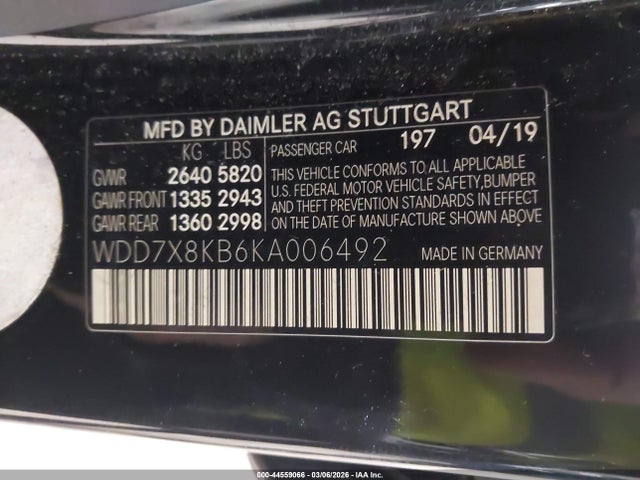 MFD BY DAIMLER AG STUTTGART
KG LBS
GVWR 2640 5820
GAWR FRONT 1335 2943
GAWR REAR 1360 2998
PASSENGER CAR 197 04/19
THIS VEHICLE CONFORMS TO ALL APPLICABLE
U.S. FEDERAL MOTOR VEHICLE SAFETY, BUMPER
AND THEFT PREVENTION STANDARDS IN EFFECT
ON THE DATE OF MANUFACTURE SHOWN ABOVE
WDD7X8KB6KA006492
MADE IN GERMANY
000-44559066 - 03/06/2026 - IAA Inc.